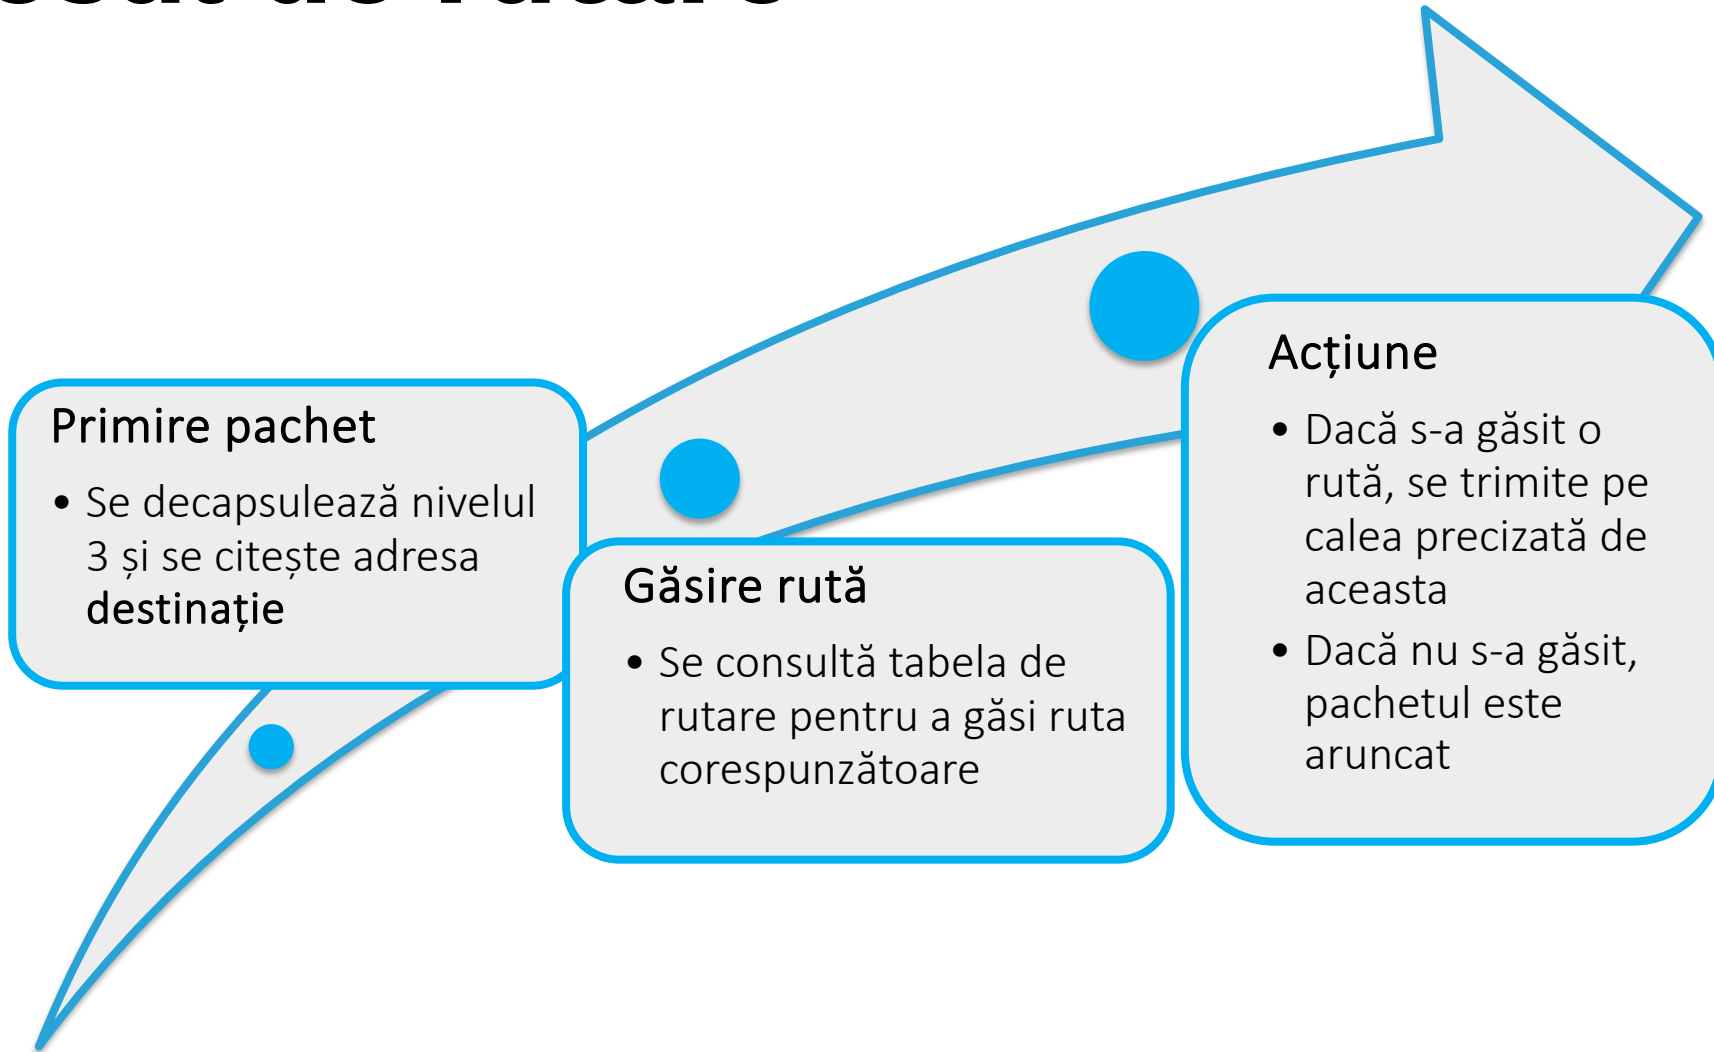 de rutare
Primire pachet
• Se decapsulează nivelul
3 și se citește adresa
destinație
Găsire rută
• Se consultă tabela de
rutare pentru a găsi ruta
corespunzătoare
Acțiune
• Dacă s-a găsit o
rută, se trimite pe
calea precizată de
aceasta
• Dacă nu s-a găsit,
pachetul este
aruncat